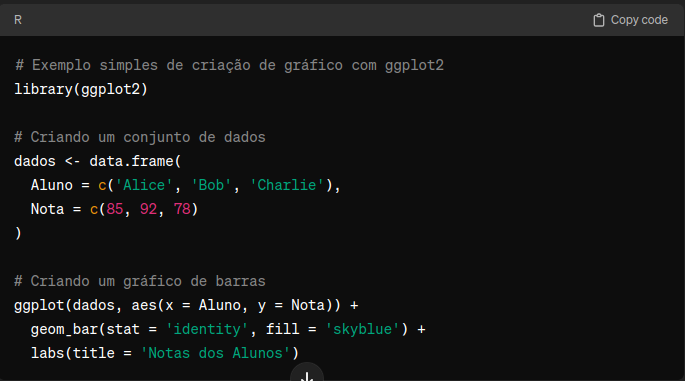 R
Copy code
# Exemplo simples de criação de gráfico com ggplot2
library(ggplot2)
# Criando um conjunto de dados
dados <- data.frame(
  Aluno = c('Alice', 'Bob', 'Charlie'),
  Nota = c(85, 92, 78)
)
# Criando um gráfico de barras
ggplot(dados, aes(x = Aluno, y = Nota)) +
  geom_bar(stat = 'identity', fill = 'skyblue') +
  labs(title = 'Notas dos Alunos')